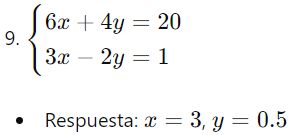 9. { 6x + 4y = 20
3x − 2y = 1
• Respuesta: x = 3, y = 0.5